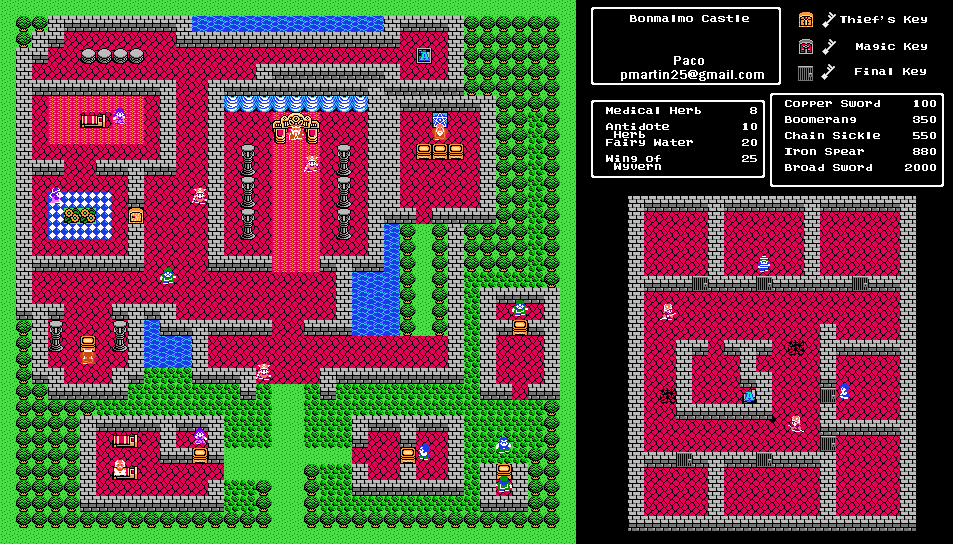 Bonmalmo Castle
Paco
pmartin25@gmail.com
Thief's Key
Magic Key
Final Key
Medical Herb 8
Antidote Herb 10
Fairy Water 20
Wing of Wyvern 25
Copper Sword 100
Boomerang 350
Chain Sickle 550
Iron Spear 880
Broad Sword 2000